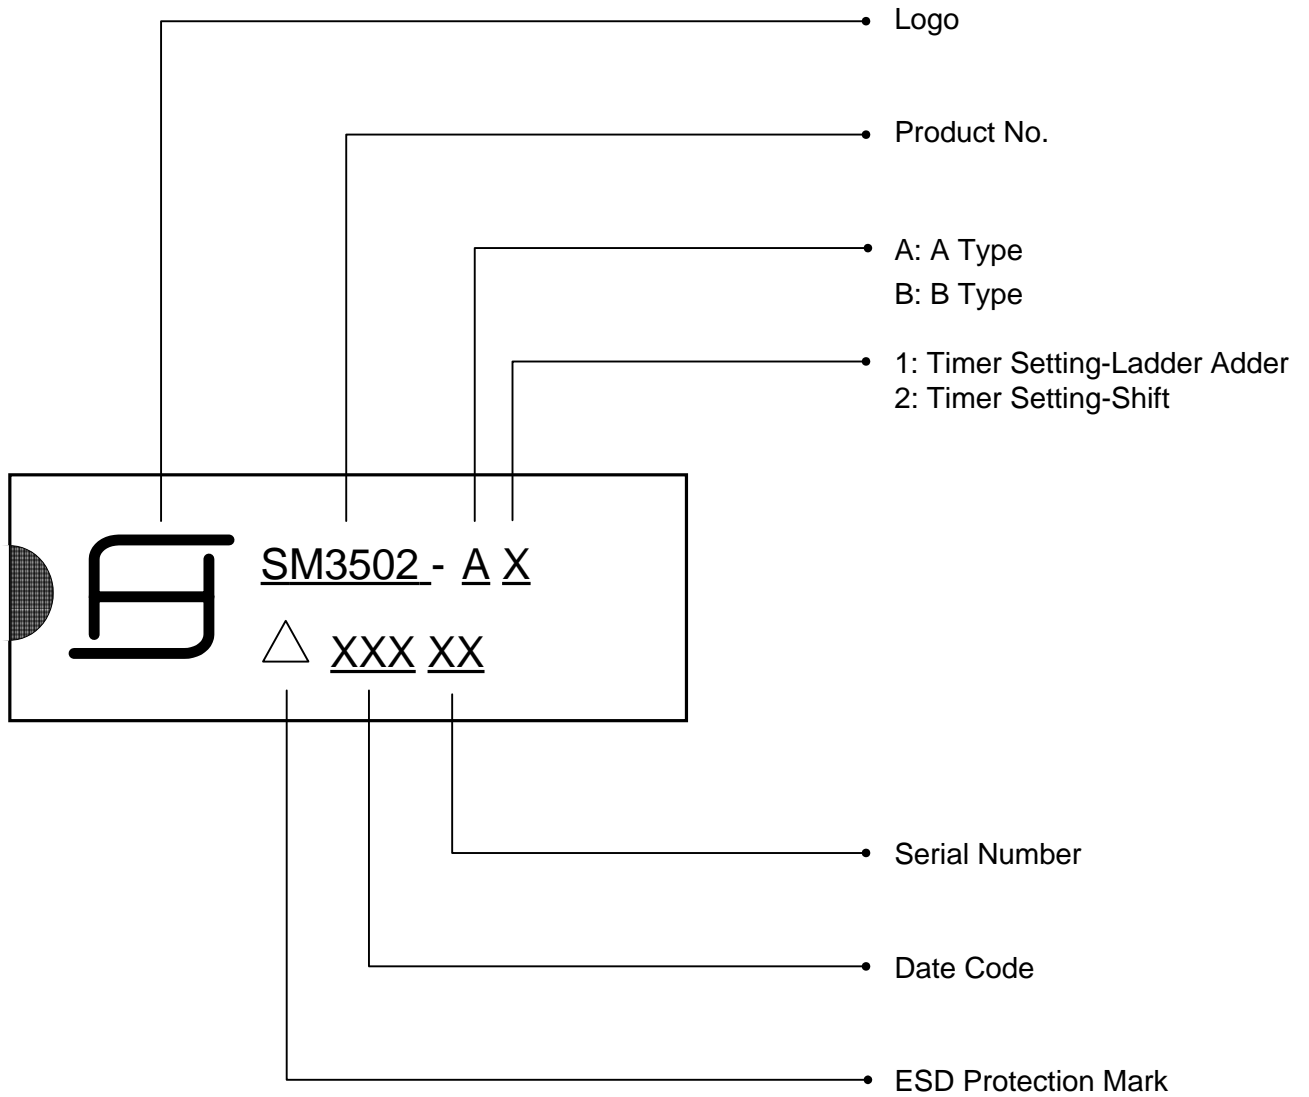 Logo
Product No.
A: A Type
B: B Type
1: Timer Setting-Ladder Adder
2: Timer Setting-Shift
SM3502 - A X
XXX XX
Serial Number
Date Code
ESD Protection Mark